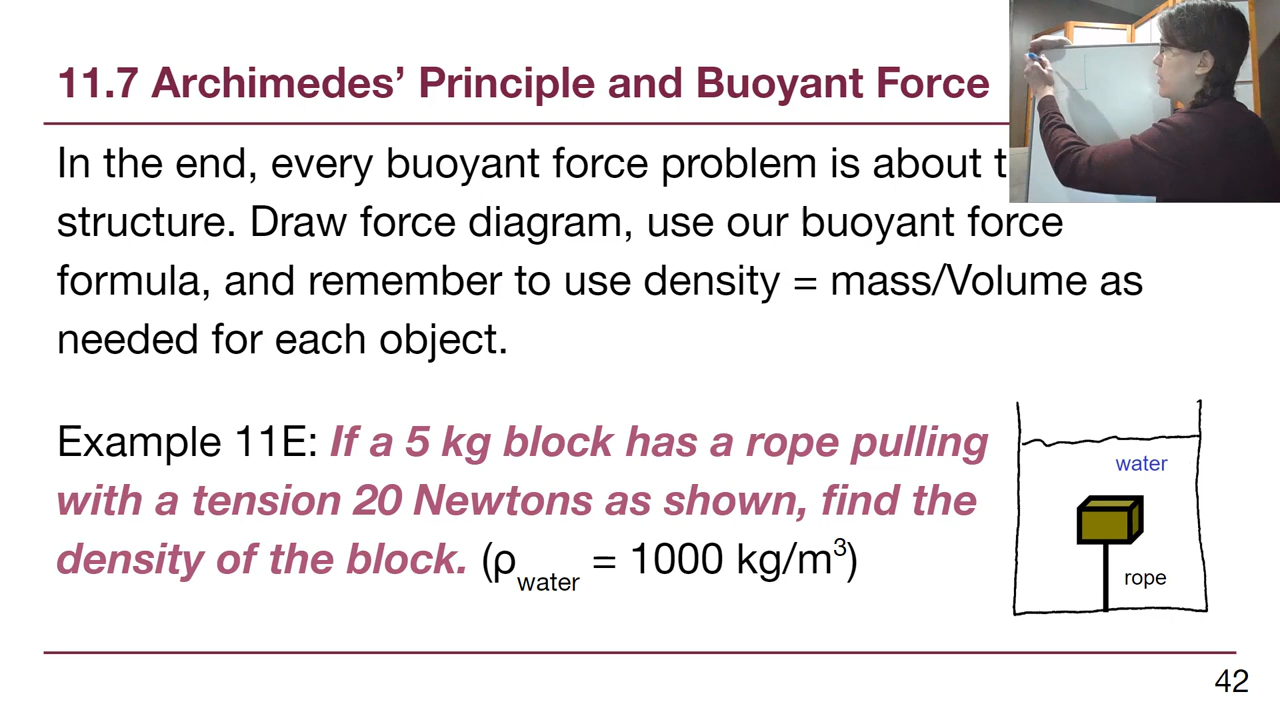 11.7 Archimedes’ Principle and Buoyant Force
In the end, every buoyant force problem is about
structure. Draw force diagram, use our buoyant force
formula, and remember to use density = mass/Volume as
needed for each object.
Example 11E: If a 5 kg block has a rope pulling
with a tension 20 Newtons as shown, find the
density of the block. (ρwater = 1000 kg/m³)
water
rope
42